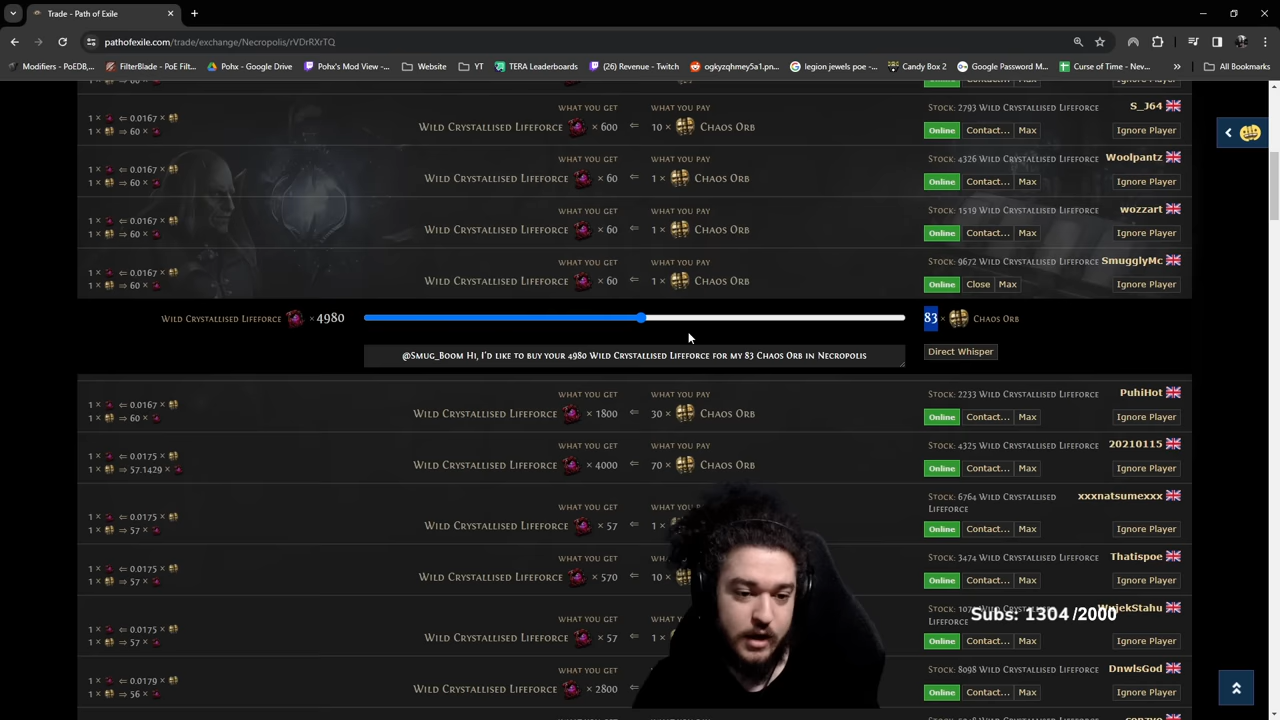 Trade - Path of Exile
pathofexile.com/trade/exchange/Necropolis/rVDrRXrTQ
Modifiers - PoEDB,... FilterBlade - PoE Filt... Pohx - Google Drive Pohx's Mod View -... Website YT TERA Leaderboards (26) Revenue - Twitch ogkyzqhmey5a1.pn... legion jewels poe -... Candy Box 2 Google Password M... Curse of Time - Nec... » All Bookmarks
1 × ⇐ 0.0167 ×
1 × ⇒ 60 ×
What you get What you pay
Wild Crystallised Lifeforce × 600 ⇐ 10 × Chaos Orb
Stock: 2793 Wild Crystallised Lifeforce S_J64
Online Contact... Max Ignore Player
1 × ⇐ 0.0167 ×
1 × ⇒ 60 ×
What you get What you pay
Wild Crystallised Lifeforce × 60 ⇐ 1 × Chaos Orb
Stock: 4326 Wild Crystallised Lifeforce Woolpantz
Online Contact... Max Ignore Player
1 × ⇐ 0.0167 ×
1 × ⇒ 60 ×
What you get What you pay
Wild Crystallised Lifeforce × 60 ⇐ 1 × Chaos Orb
Stock: 1519 Wild Crystallised Lifeforce wozzart
Online Contact... Max Ignore Player
1 × ⇐ 0.0167 ×
1 × ⇒ 60 ×
What you get What you pay
Wild Crystallised Lifeforce × 60 ⇐ 1 × Chaos Orb
Stock: 9672 Wild Crystallised Lifeforce SmugglyMc
Online Close Max Ignore Player
Wild Crystallised Lifeforce × 4980 83 × Chaos Orb
@Smug_Boom Hi, I'd like to buy your 4980 Wild Crystallised Lifeforce for my 83 Chaos Orb in Necropolis
Direct Whisper
1 × ⇐ 0.0167 ×
1 × ⇒ 60 ×
Wild Crystallised Lifeforce × 1800 ⇐ 30 × Chaos Orb
What you get What you pay
Stock: 2233 Wild Crystallised Lifeforce PuhiHot
Online Contact... Max Ignore Player
1 × ⇐ 0.0175 ×
1 × ⇒ 57.1429 ×
What you get What you pay
Wild Crystallised Lifeforce × 4000 ⇐ 70 × Chaos Orb
Stock: 4325 Wild Crystallised Lifeforce 20210115
Online Contact... Max Ignore Player
1 × ⇐ 0.0175 ×
1 × ⇒ 57 ×
What you get What you
Wild Crystallised Lifeforce × 57 ⇐ 1 ×
Stock: 6764 Wild Crystallised Lifeforce xxxnatsumexxx
Online Contact... Max Ignore Player
1 × ⇐ 0.0175 ×
1 × ⇒ 57 ×
What you get What
Wild Crystallised Lifeforce × 570 ⇐ 10 ×
Stock: 3474 Wild Crystallised Lifeforce Thatispoe
Online Contact... Max Ignore Player
1 × ⇐ 0.0175 ×
1 × ⇒ 57 ×
What you get What
Wild Crystallised Lifeforce × 57 ⇐ 1 ×
Lifeforce
Subs: 1304 /2000
Online Contact... Max Ignore Player
1 × ⇐ 0.0179 ×
1 × ⇒ 56 ×
What you get
Wild Crystallised Lifeforce × 2800
Stock: 8098 Wild Crystallised Lifeforce DnwlsGod
Online Contact... Max Ignore Player